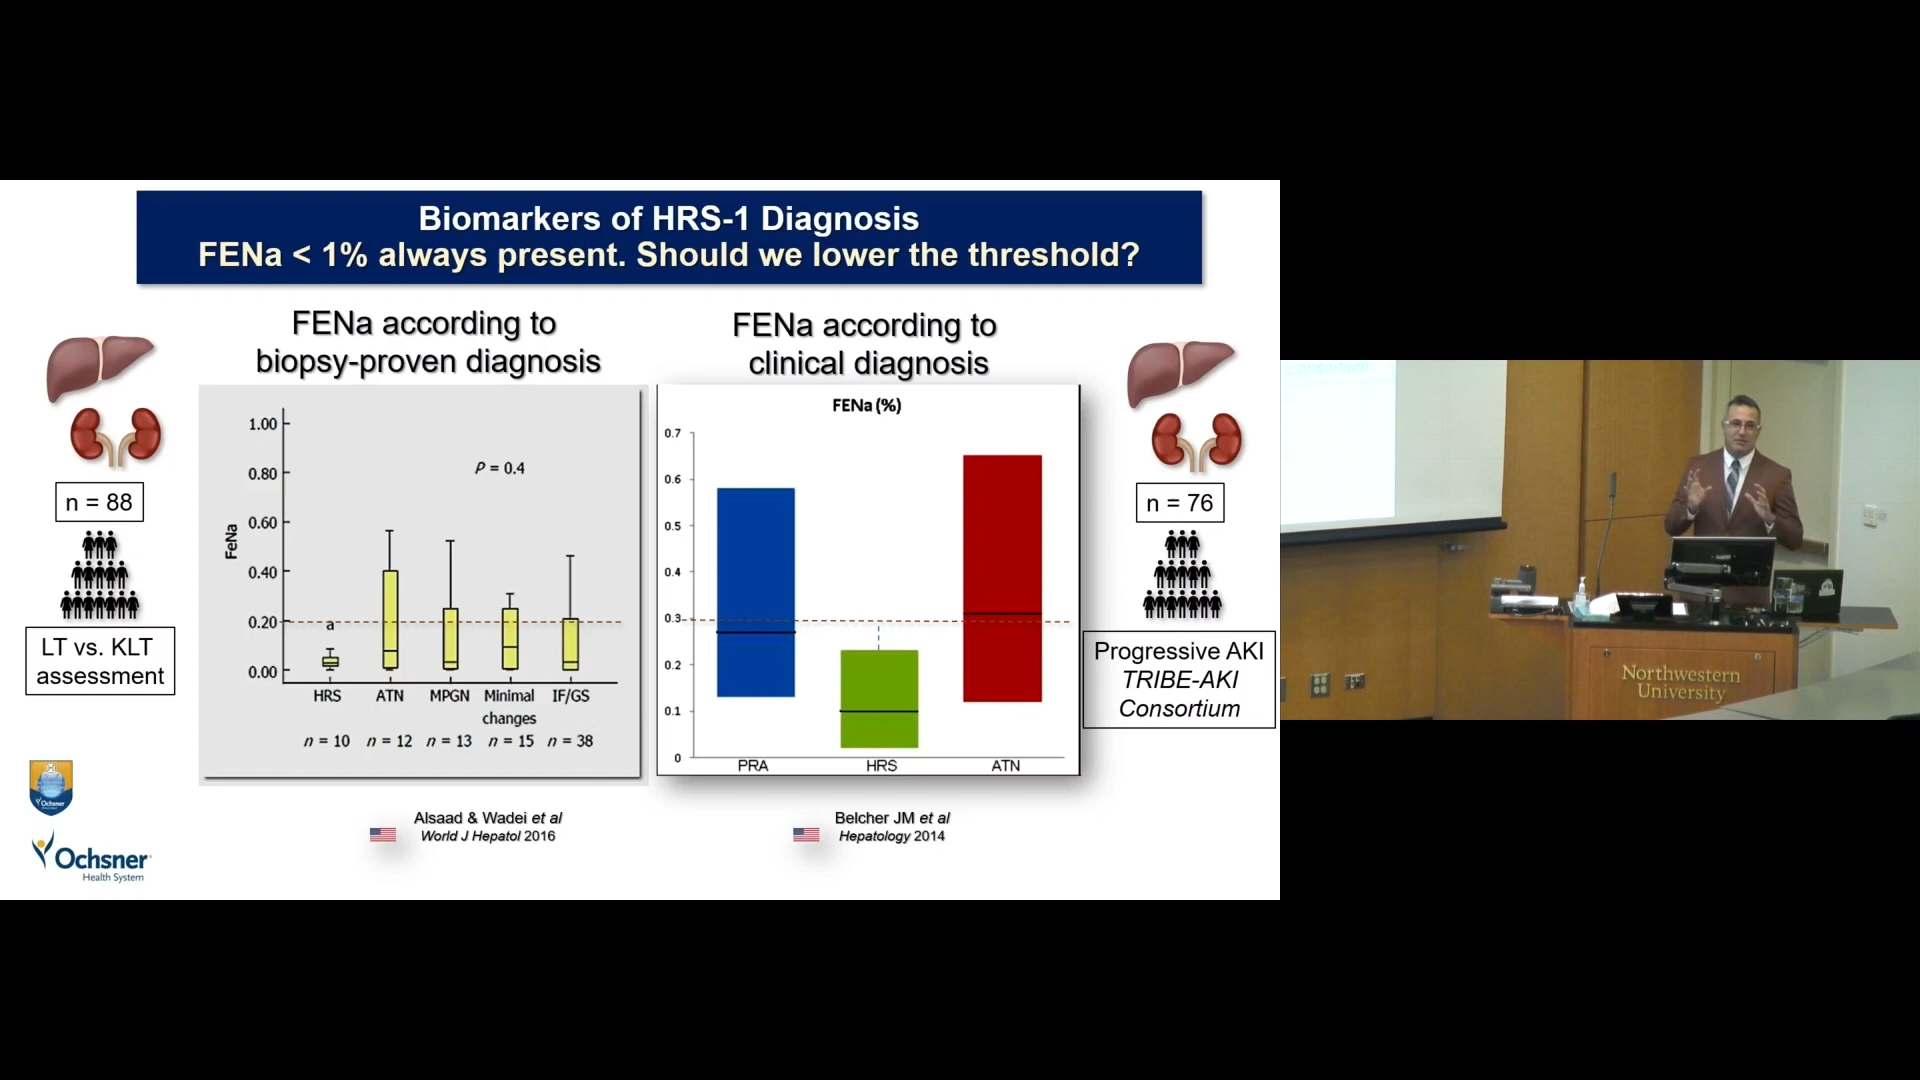 Biomarkers of HRS-1 Diagnosis
FENa < 1% always present. Should we lower the threshold?
FENa according to
biopsy-proven diagnosis
FENa according to
clinical diagnosis
n = 88
LT vs. KLT
assessment
1.00
0.80
0.60
0.40
0.20
0.00
FeNa
P = 0.4
a
HRS
ATN
MPGN
Minimal
changes
IF/GS
n = 10
n = 12
n = 13
n = 15
n = 38
FENa (%)
0.7
0.6
0.5
0.4
0.3
0.2
0.1
0
PRA
HRS
ATN
n = 76
Progressive AKI
TRIBE-AKI
Consortium
Alsaad & Wadei et al
World J Hepatol 2016
Belcher JM et al
Hepatology 2014
Ochsner
Ochsner
Health System
Northwestern
University